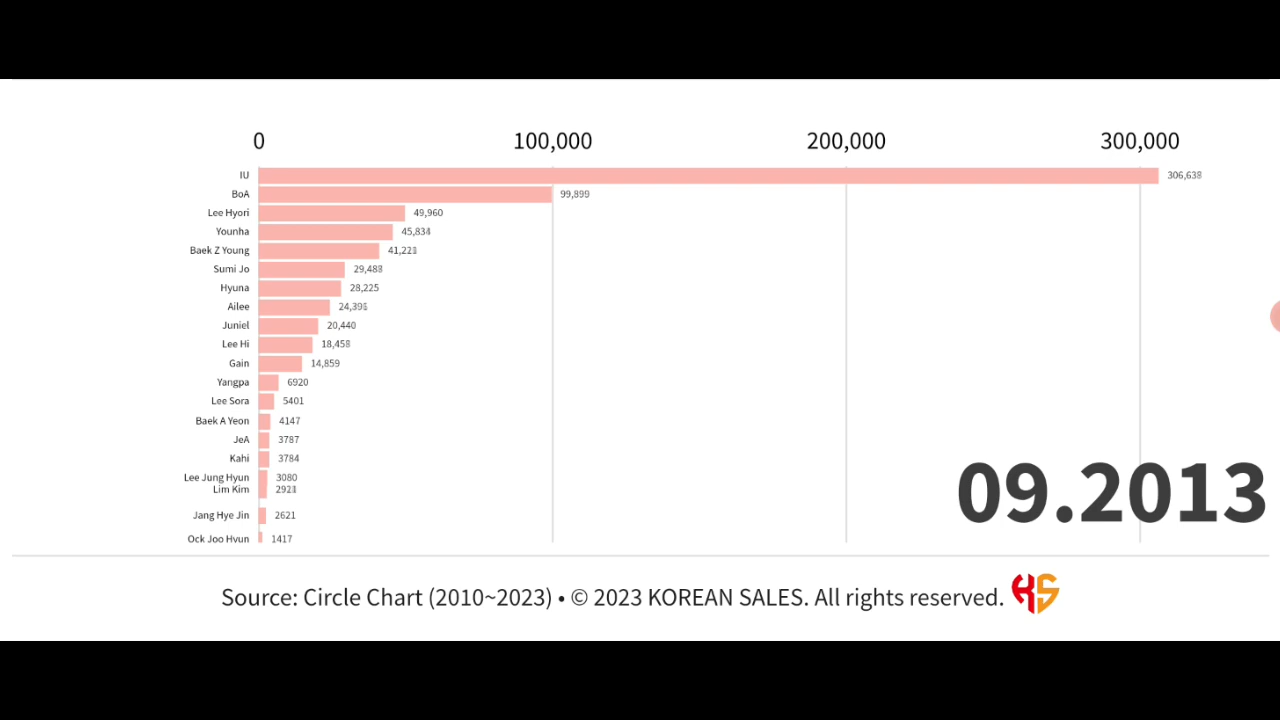 0 100,000 200,000 300,000
IU 306,638
BoA 99,899
Lee Hyori 49,960
Younha 45,834
Baek Z Young 41,221
Sumi Jo 29,488
Hyuna 28,225
Ailee
Juniel 20,440
Lee Hi 18,458
Gain 14,859
Yangpa 6920
Lee Sora 5401
Baek A Yeon 4147
JeA 3787
Kahi 3784
Lee Jung Hyun 3080
Lim Kim
Jang Hye Jin 2621
Ock Joo Hyun 1417
09.2013
Source: Circle Chart (2010~2023) • © 2023 KOREAN SALES. All rights reserved. KS